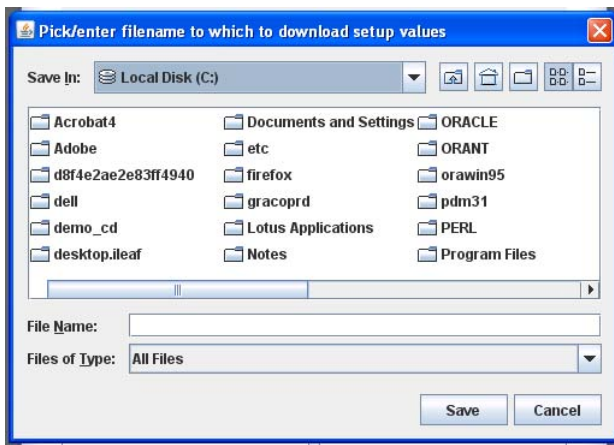 Pick/enter filename to which to download setup values
Save In: Local Disk (C:)
Acrobat4 Documents and Settings ORACLE
Adobe etc ORANT
d8f4e2ae2e83ff4940 firefox orawin95
dell gracoprd pdm31
demo_cd Lotus Applications PERL
desktop.ileaf Notes Program Files
File Name:
Files of Type: All Files
Save Cancel